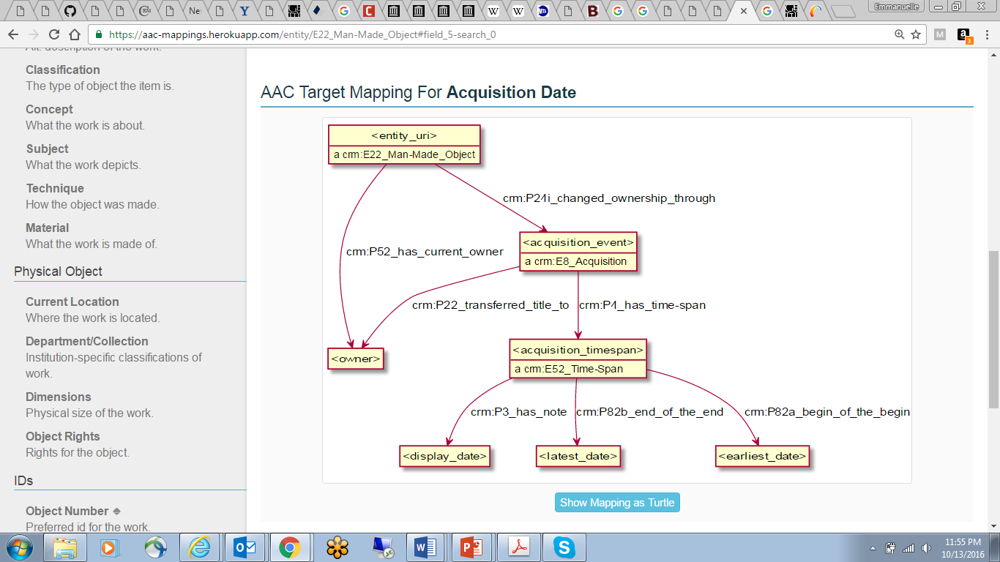 Ne
Emmanuelle
https://aac-mappings.herokuapp.com/entity/E22_Man-Made_Object#field_5-search_0
M
a
3
Alt. description of the work.
Classification
The type of object the item is.
Concept
What the work is about.
Subject
What the work depicts.
Technique
How the object was made.
Material
What the work is made of.
Physical Object
Current Location
Where the work is located.
Department/Collection
Institution-specific classifications of
work.
Dimensions
Physical size of the work.
Object Rights
Rights for the object.
IDs
Object Number
Preferred id for the work.
AAC Target Mapping For Acquisition Date
<entity_uri>
a crm:E22_Man-Made_Object
crm:P24i_changed_ownership_through
<acquisition_event>
a crm:E8_Acquisition
crm:P52_has_current_owner
crm:P22_transferred_title_to
crm:P4_has_time-span
<owner>
<acquisition_timespan>
a crm:E52_Time-Span
crm:P3_has_note
crm:P82b_end_of_the_end
crm:P82a_begin_of_the_begin
<display_date>
<latest_date>
<earliest_date>
Show Mapping as Turtle
11:55 PM
10/13/2016